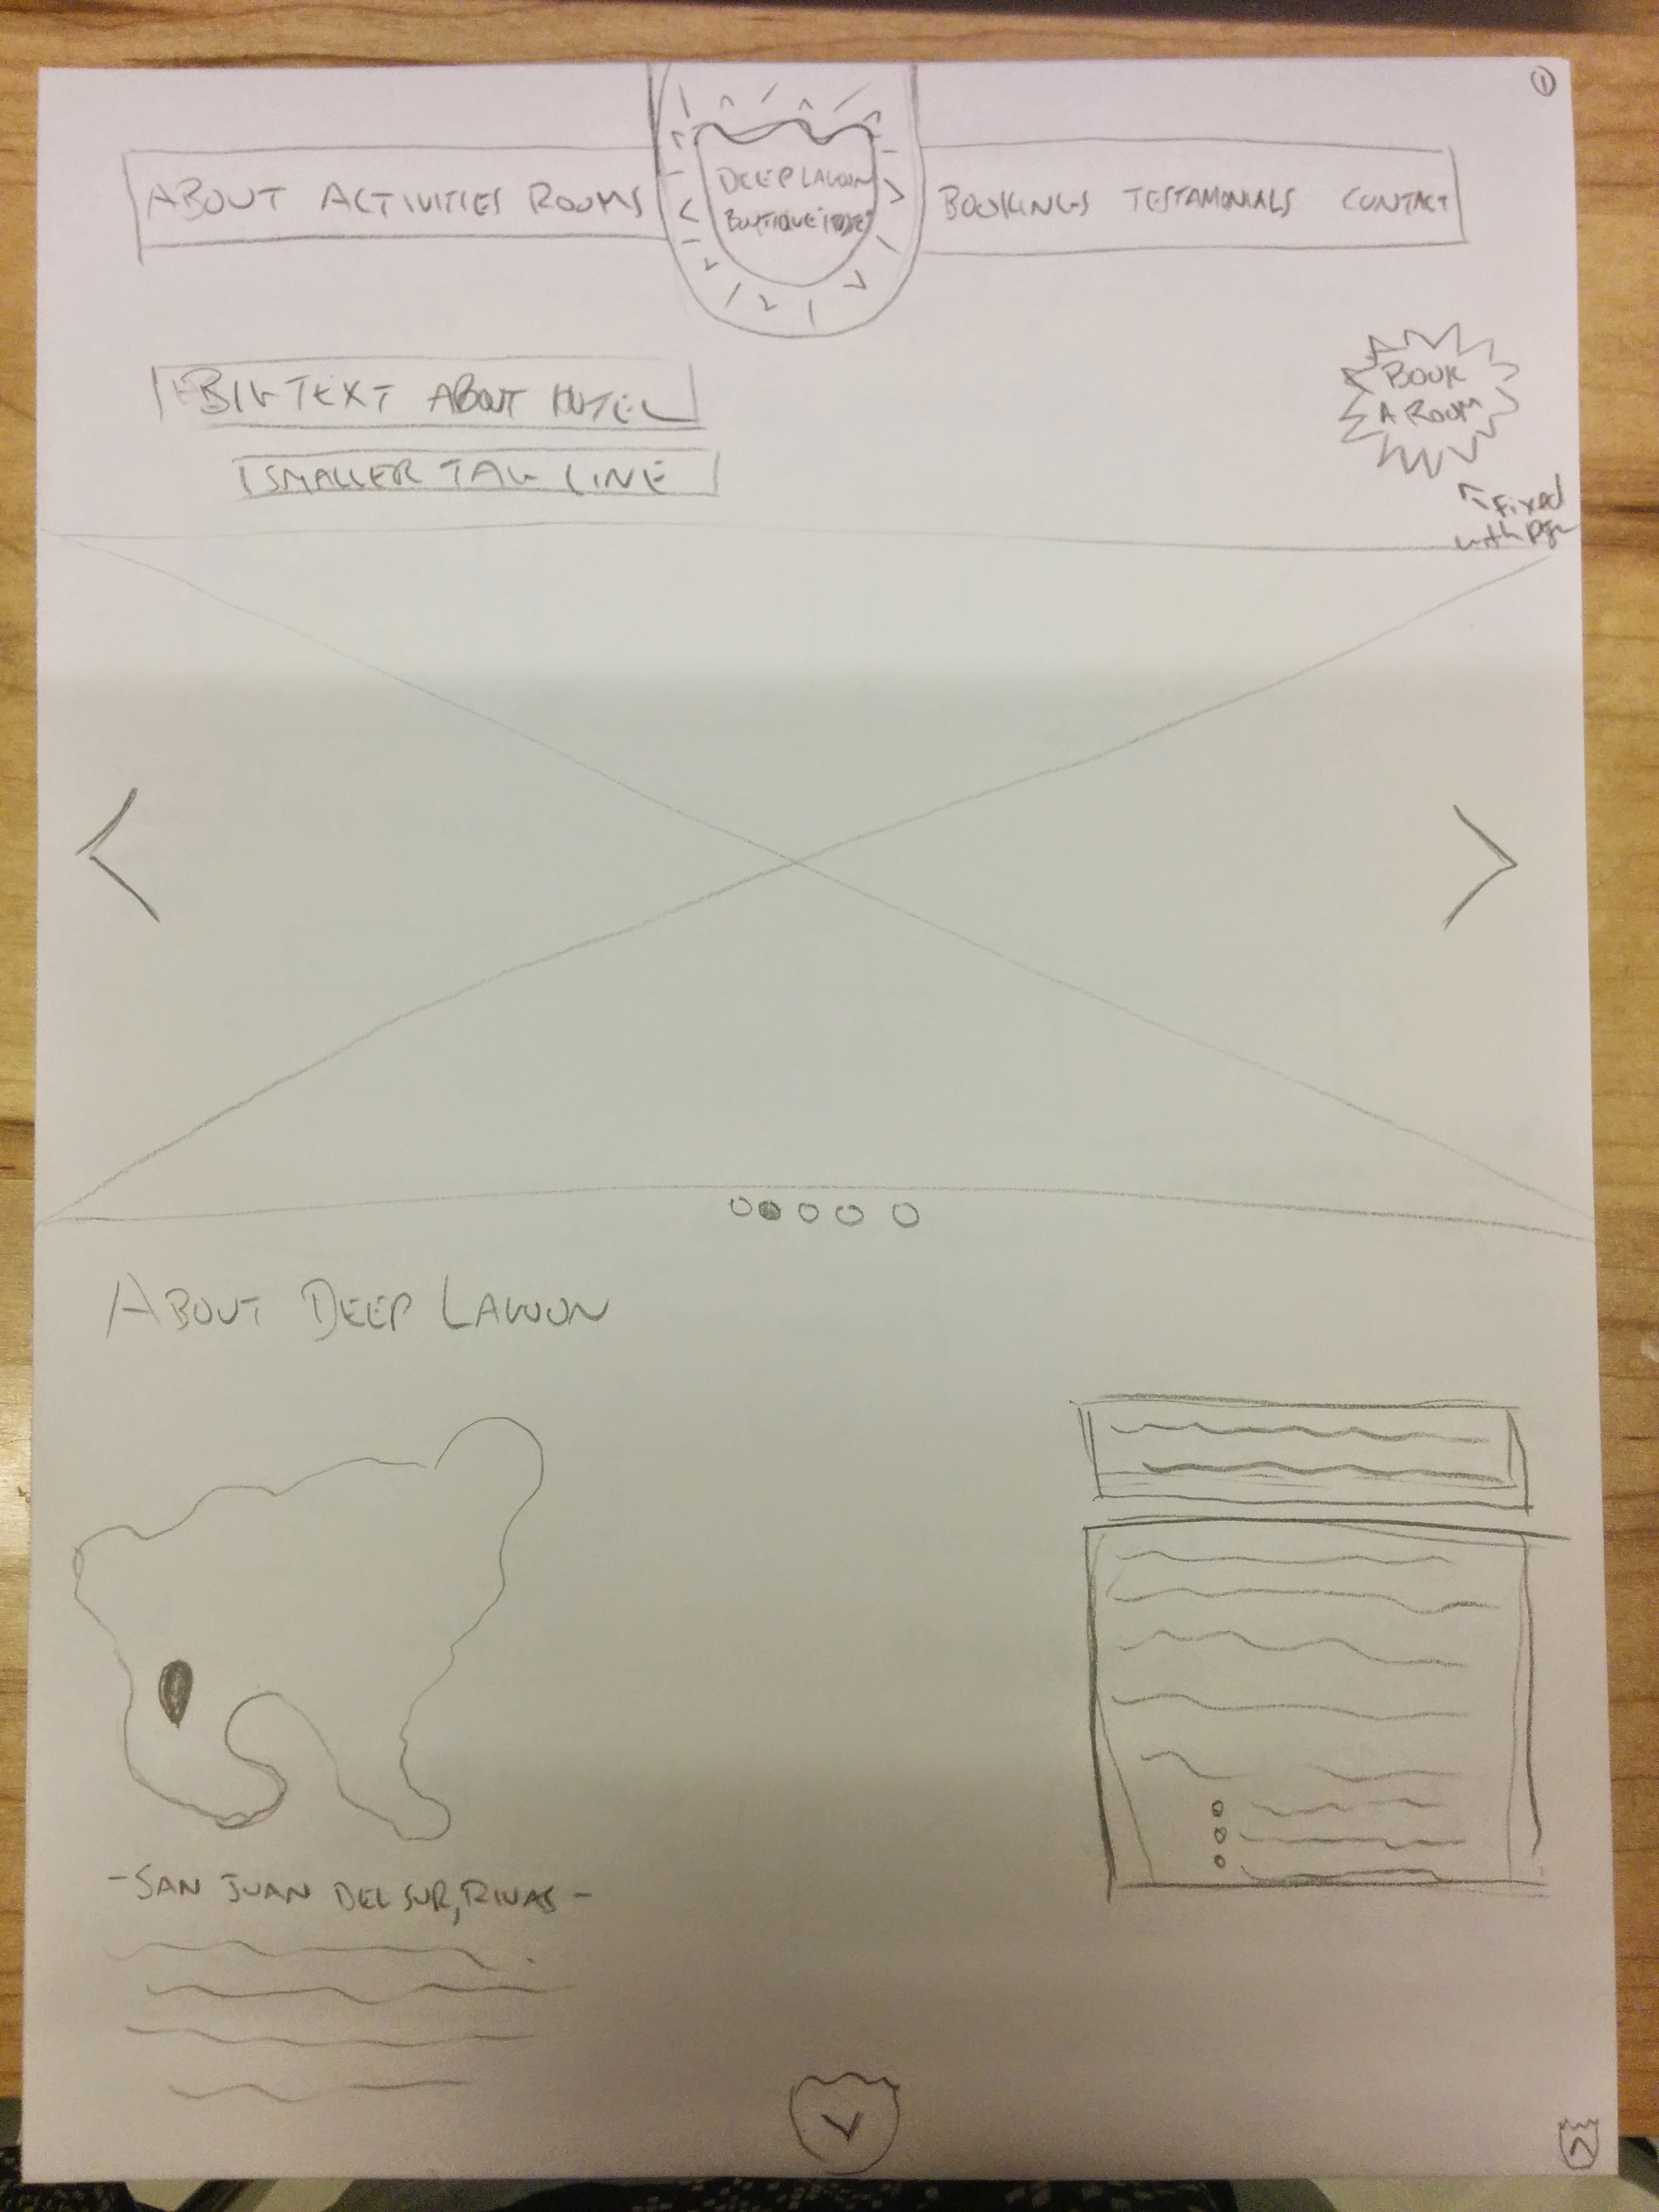 ①
ABOUT ACTIVITIES ROOMS
DEEP LAGOON
BOUTIQUE
BOOKINGS TESTAMONIALS CONTACT
BIG TEXT ABOUT HOTEL
SMALLER TAG LINE
BOOK
A ROOM
Fixed
with pg
ABOUT DEEP LAGOON
-SAN JUAN DEL SUR, RIVAS-